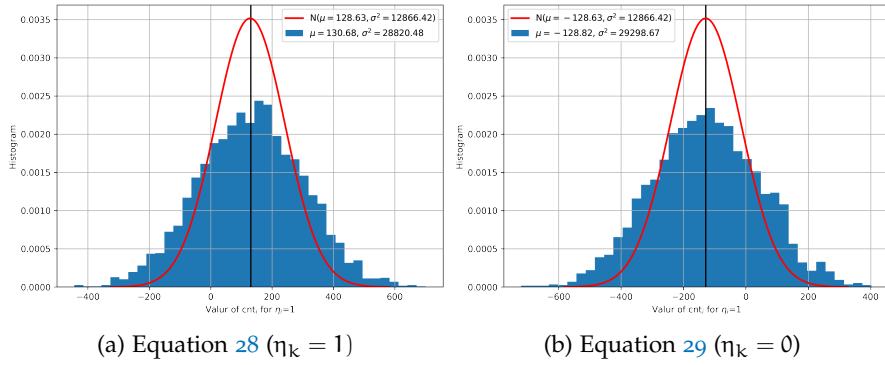 N(μ = 128.63, σ² = 12866.42)
μ = 130.68, σ² = 28820.48
0.0035
0.0030
0.0025
0.0020
0.0015
0.0010
0.0005
0.0000
Histogram
−400 −200 0 200 400 600
Valur of cntᵢ for ηᵢ=1
(a) Equation 28 (ηₖ = 1)
N(μ = −128.63, σ² = 12866.42)
μ = −128.82, σ² = 29298.67
0.0035
0.0030
0.0025
0.0020
0.0015
0.0010
0.0005
0.0000
Histogram
−600 −400 −200 0 200 400
Valur of cntᵢ for ηᵢ=1
(b) Equation 29 (ηₖ = 0)